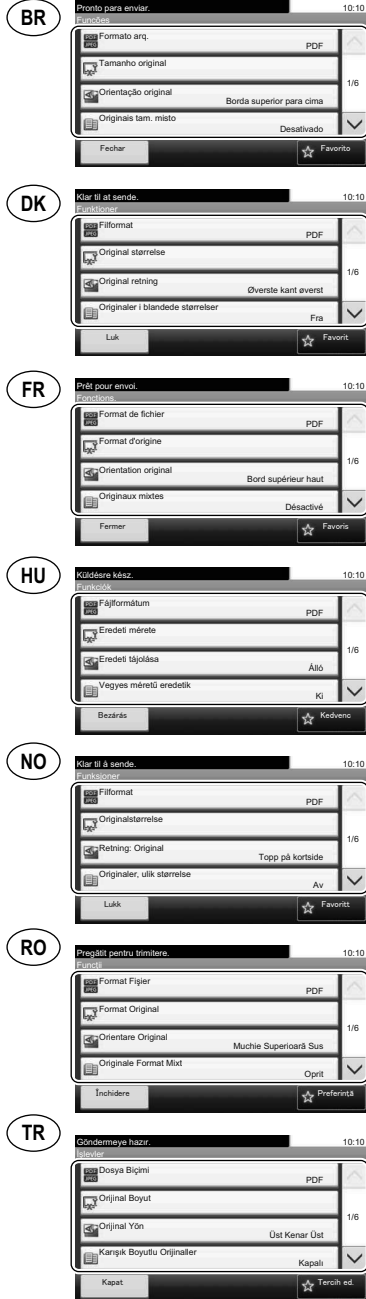 BR
Pronto para enviar. 10:10
Funções
Formato arq.
PDF
Tamanho original
Orientação original
Borda superior para cima
1/6
Originais tam. misto
Desativado
Fechar Favorito
DK
Klar til at sende. 10:10
Funktioner
Filformat
PDF
Original størrelse
Original retning
Øverste kant øverst
1/6
Originaler i blandede størrelser
Fra
Luk Favorit
FR
Prêt pour envoi. 10:10
Fonctions.
Format de fichier
PDF
Format d'origine
Orientation original
Bord supérieur haut
1/6
Originaux mixtes
Désactivé
Fermer Favoris
HU
Küldésre kész. 10:10
Funkciók
Fájlformátum
PDF
Eredeti mérete
Eredeti tájolása
Álló
1/6
Vegyes méretű eredetik
Ki
Bezárás Kedvenc
NO
Klar til å sende. 10:10
Funksjoner
Filformat
PDF
Originalstørrelse
Retning: Original
Topp på kortside
1/6
Originaler, ulik størrelse
Av
Lukk Favoritt
RO
Pregătit pentru trimitere. 10:10
Funcţii
Format Fişier
PDF
Format Original
Orientare Original
Muchie Superioară Sus
1/6
Originale Format Mixt
Oprit
Închidere Preferinţă
TR
Göndermeye hazır. 10:10
İşlevler
Dosya Biçimi
PDF
Orijinal Boyut
Orijinal Yön
Üst Kenar Üst
1/6
Karışık Boyutlu Orijinaller
Kapalı
Kapat Tercih ed.